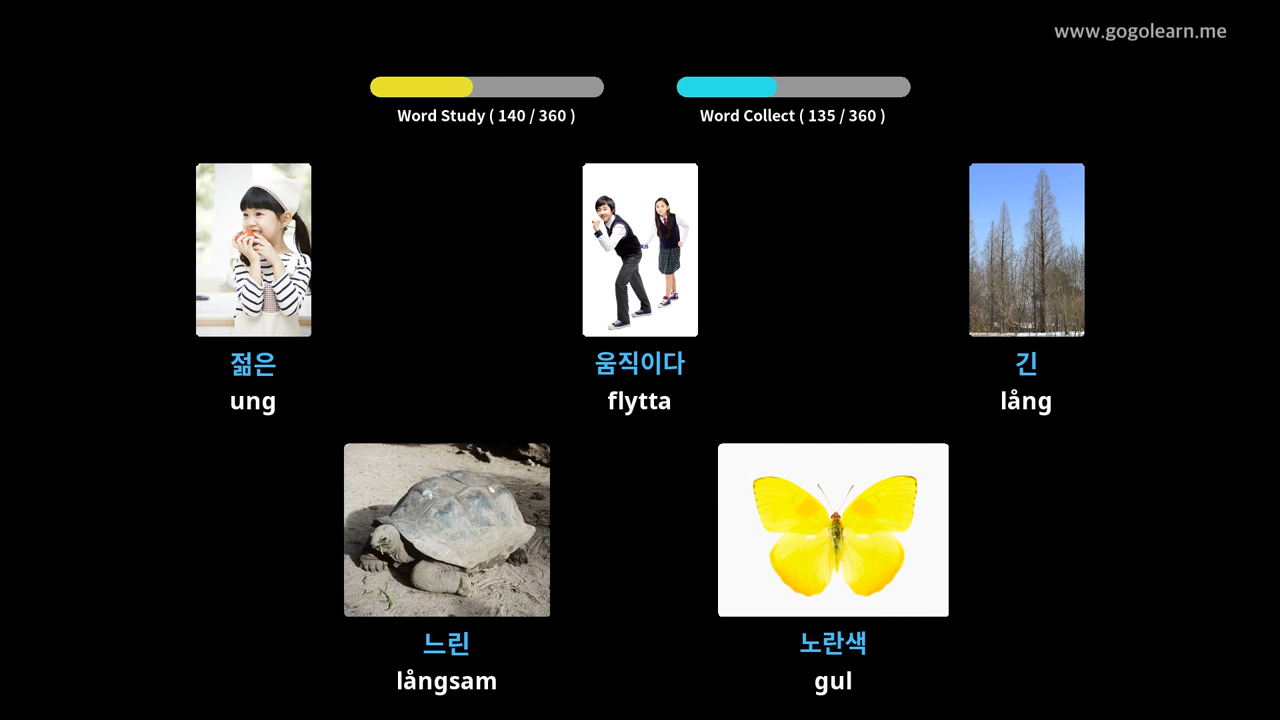 www.gogolearn.me
Word Study ( 140 / 360 )
Word Collect ( 135 / 360 )
젊은
움직이다
긴
ung
flytta
lång
느린
노란색
långsam
gul